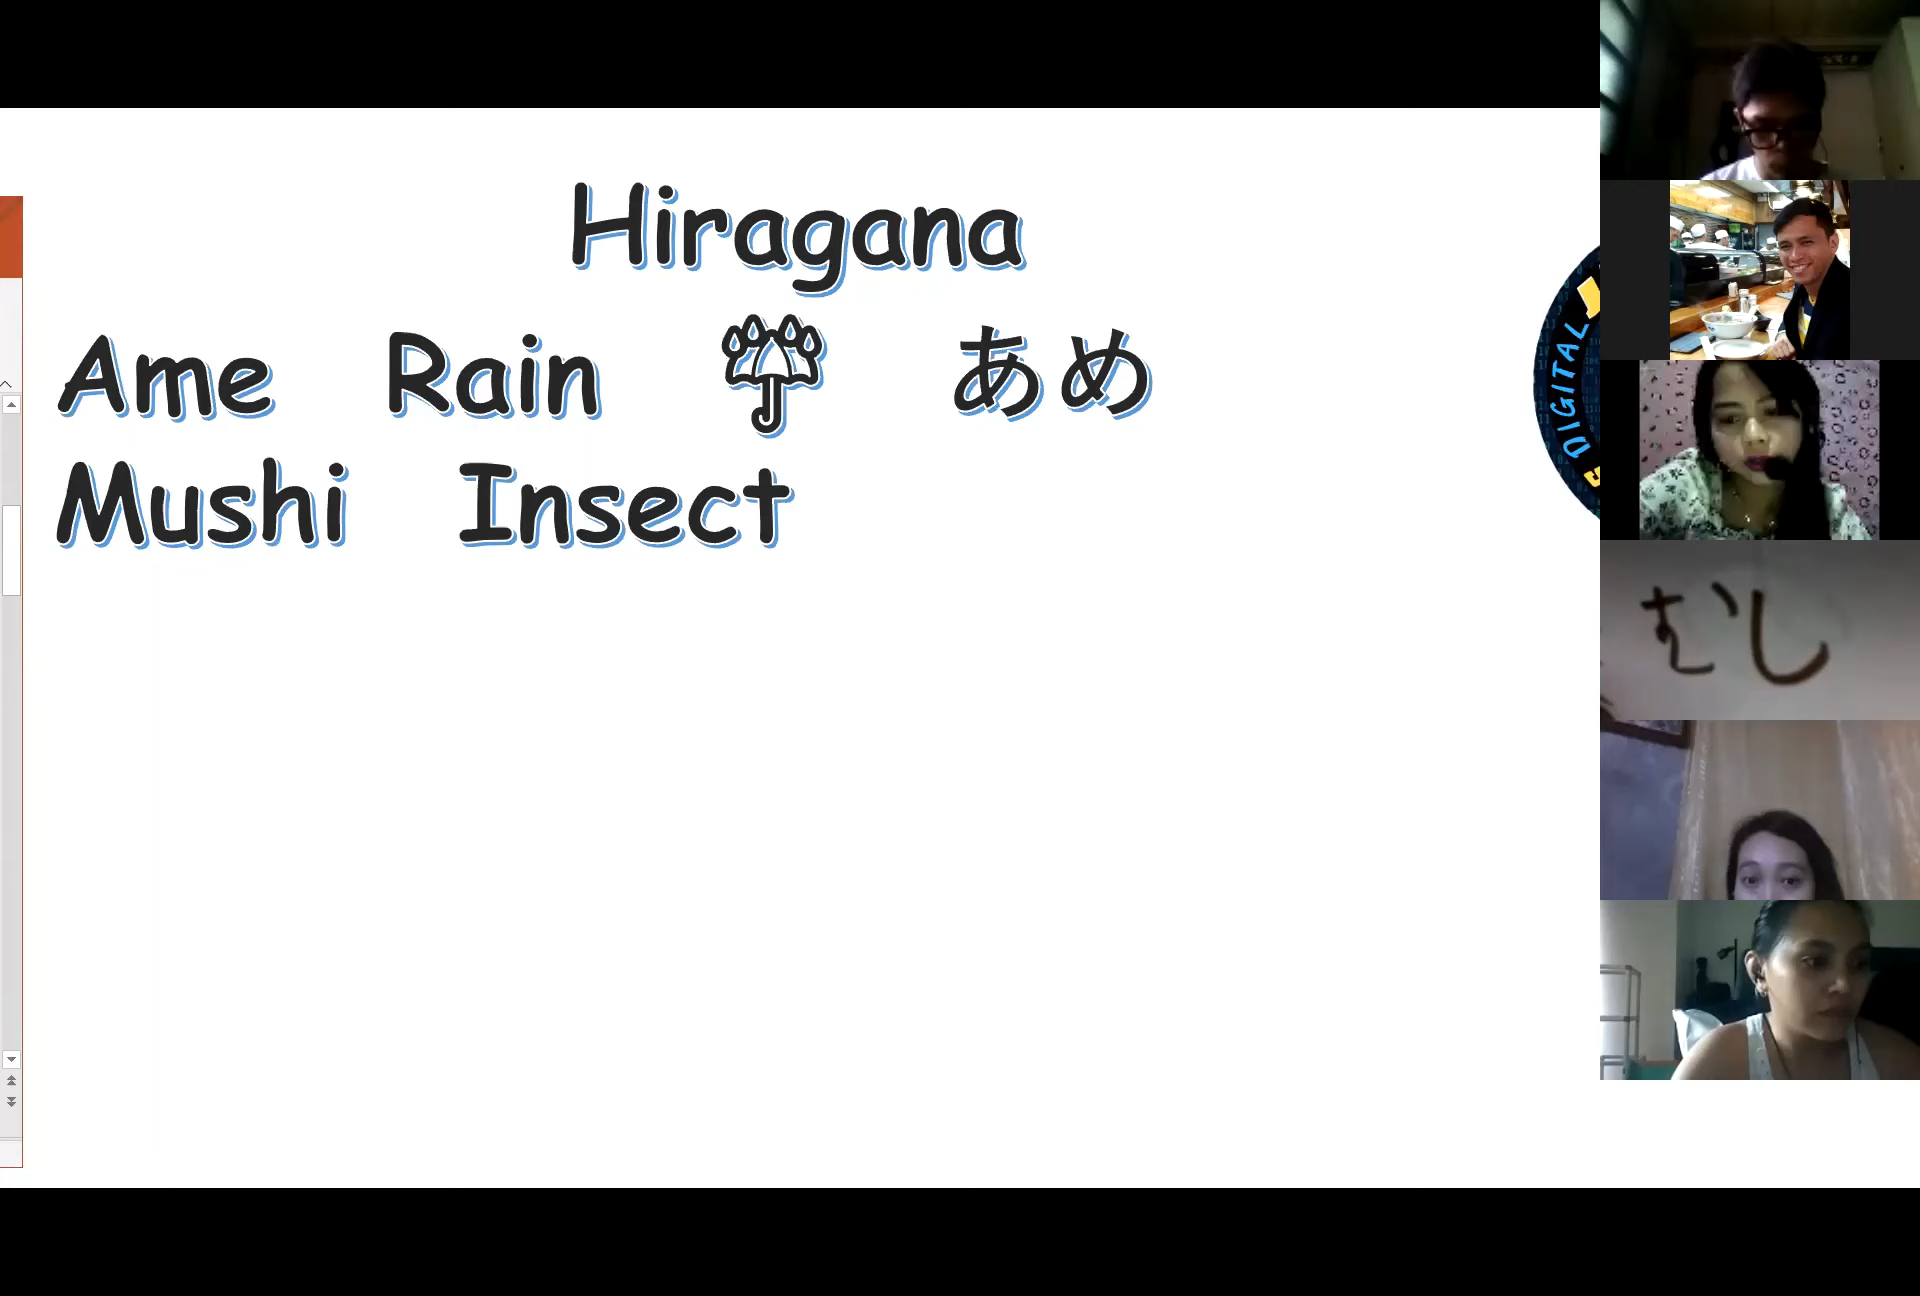 Hiragana
Ame Rain あめ
Mushi Insect
DIGITAL
むし